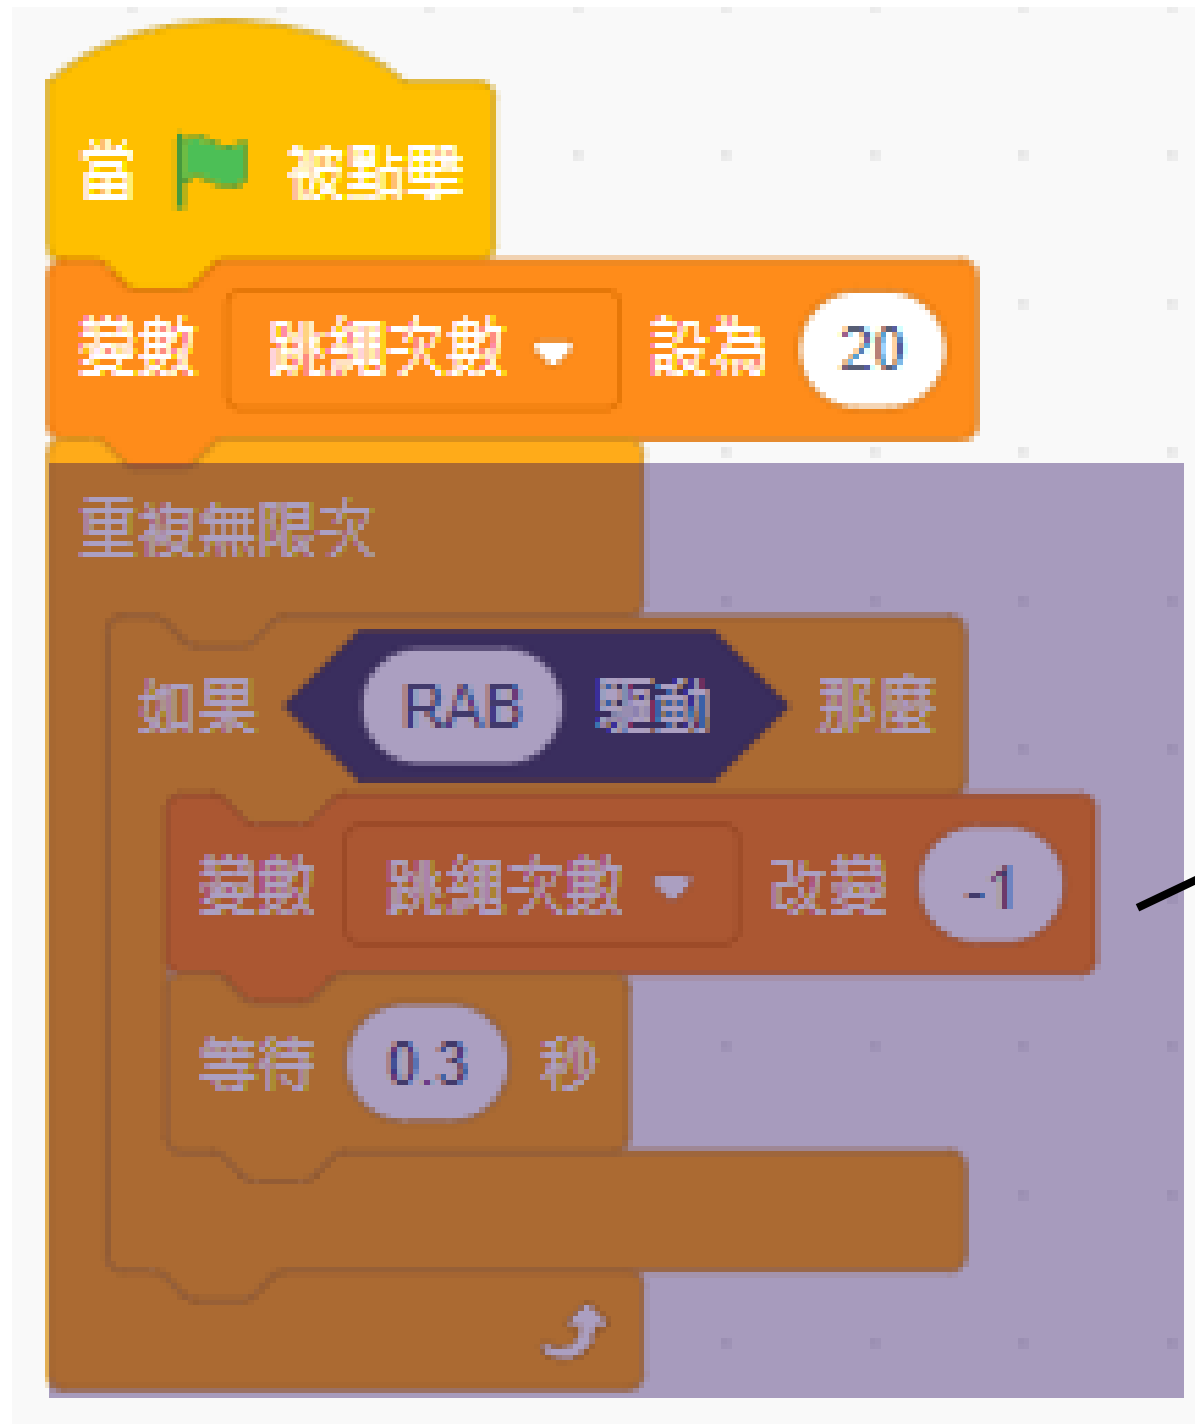 當 被點擊
變數 跳繩次數 設為 20
重複無限次
如果 RAB 驅動 那麼
變數 跳繩次數 改變 -1
等待 0.3 秒